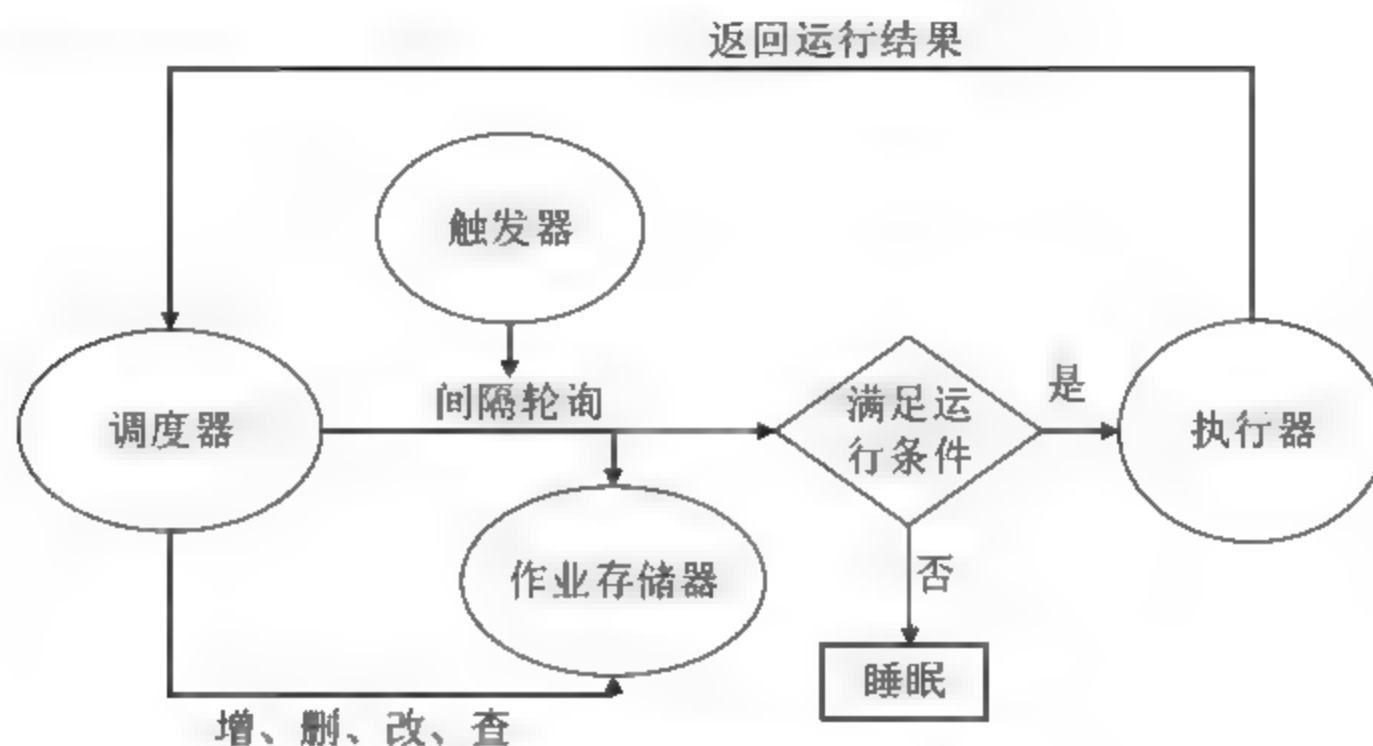 返回运行结果
触发器
间隔轮询
调度器
满足运
行条件
是
执行器
作业存储器
否
睡眠
增、删、改、查